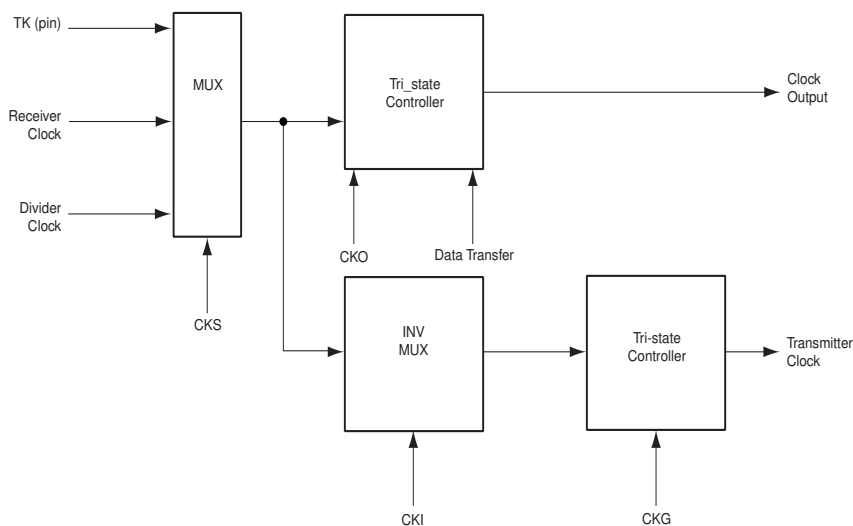 TK (pin)
MUX
Tri_state
Controller
Clock
Output
Receiver
Clock
Divider
Clock
CKO
Data Transfer
CKS
INV
MUX
Tri-state
Controller
Transmitter
Clock
CKI
CKG